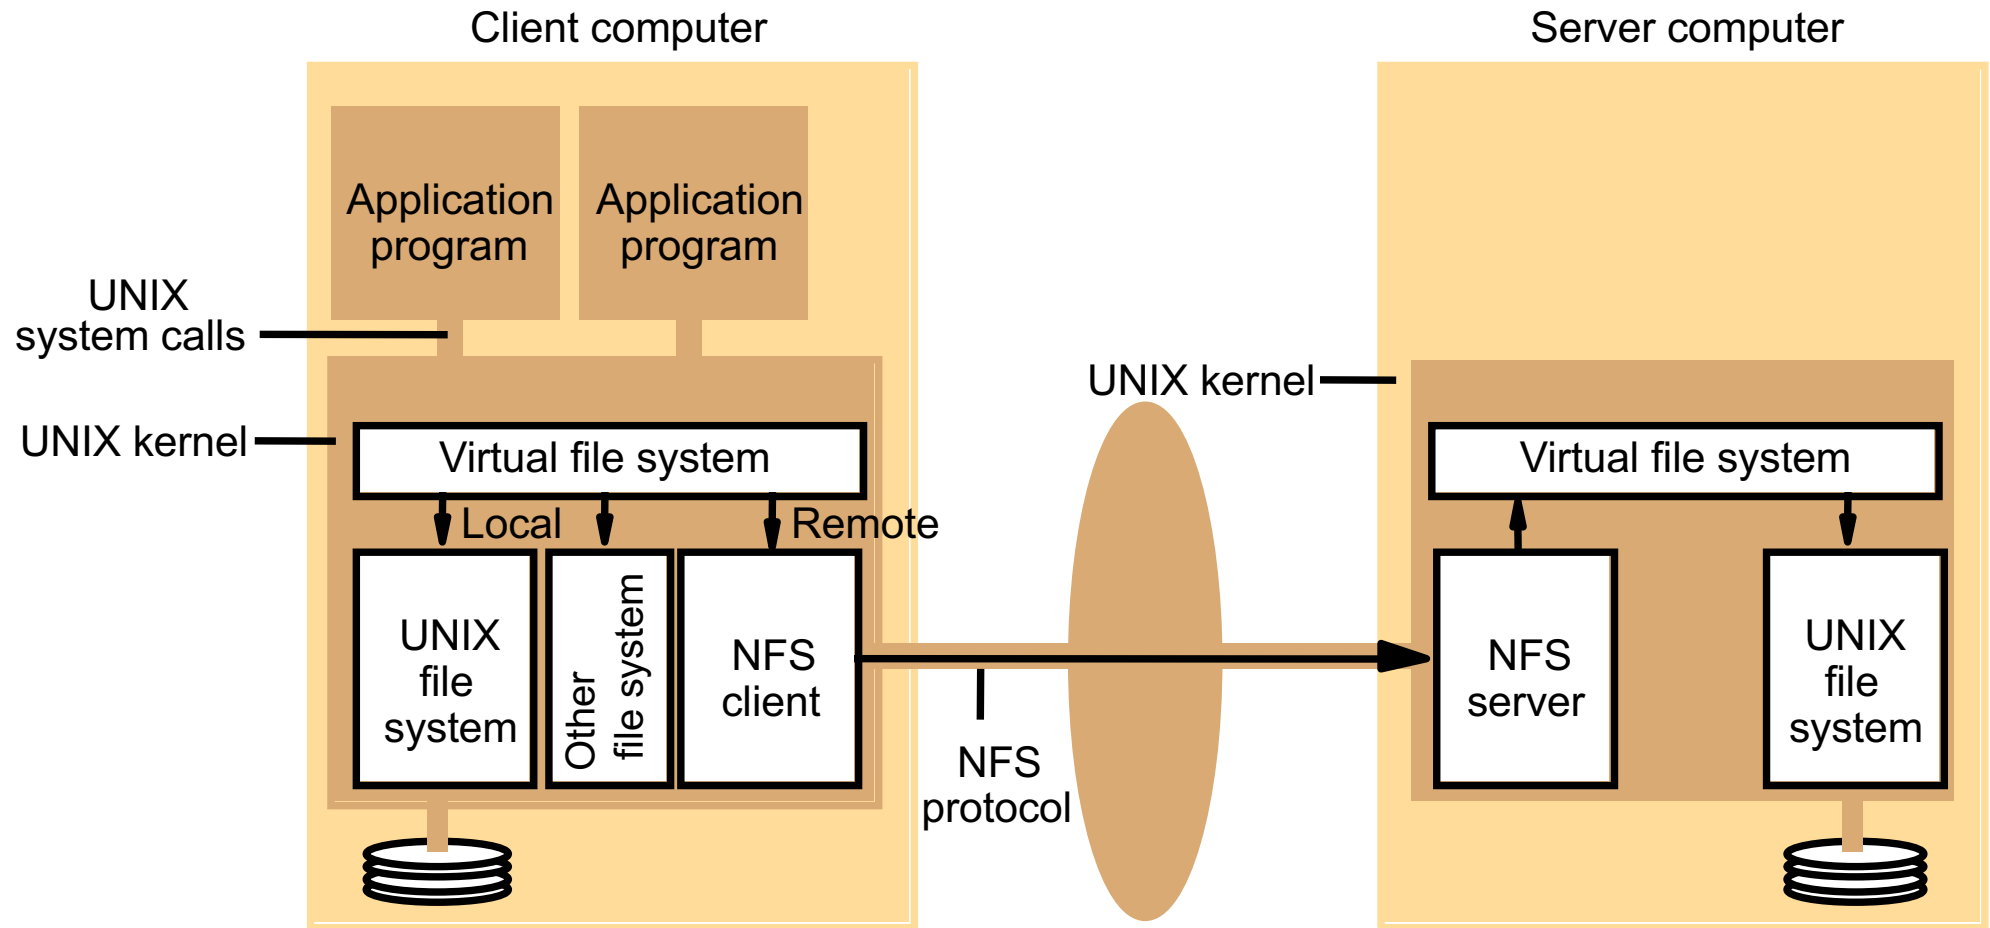 Client computer
Server computer
Application
program
Application
program
UNIX
system calls
UNIX kernel
UNIX kernel
Virtual file system
Virtual file system
Local
Remote
UNIX
file
system
Other
file system
NFS
client
NFS
server
UNIX
file
system
NFS
protocol